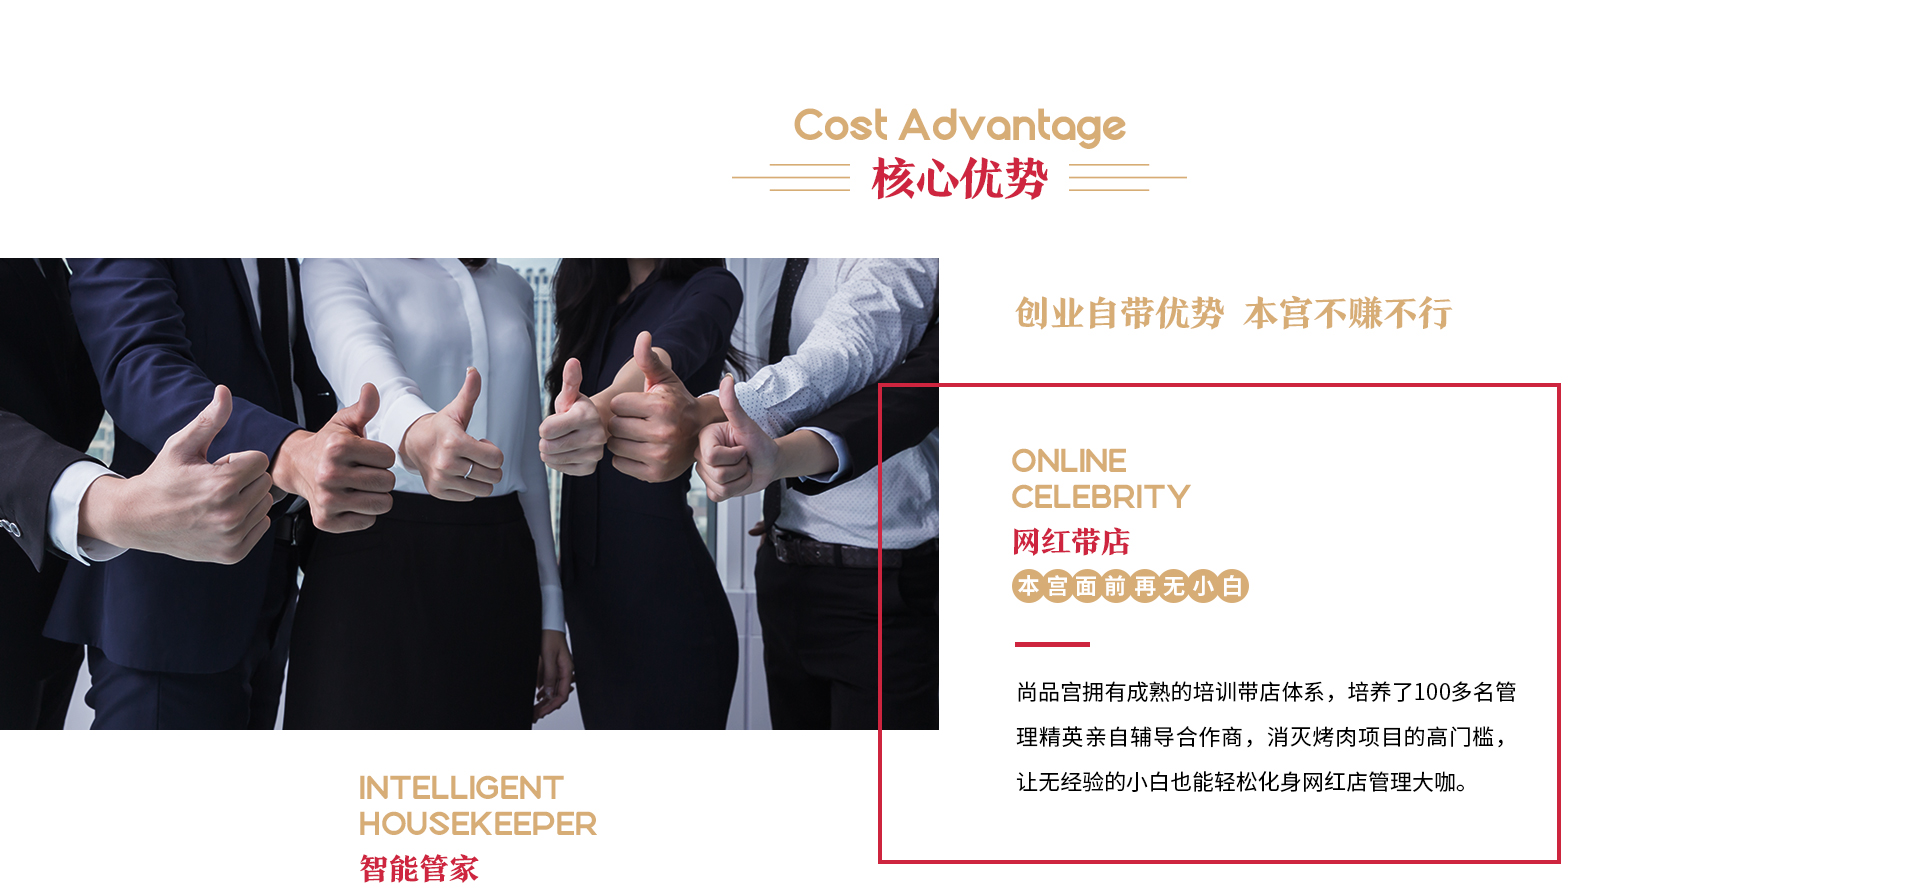 Cost Advantage
核心优势
创业自带优势 本宫不赚不行
ONLINE
CELEBRITY
网红带店
本宫面前再无小白
尚品宫拥有成熟的培训带店体系，培养了100多名管
理精英亲自辅导合作商，消灭烤肉项目的高门槛，
让无经验的小白也能轻松化身网红店管理大咖。
INTELLIGENT
HOUSEKEEPER
智能管家